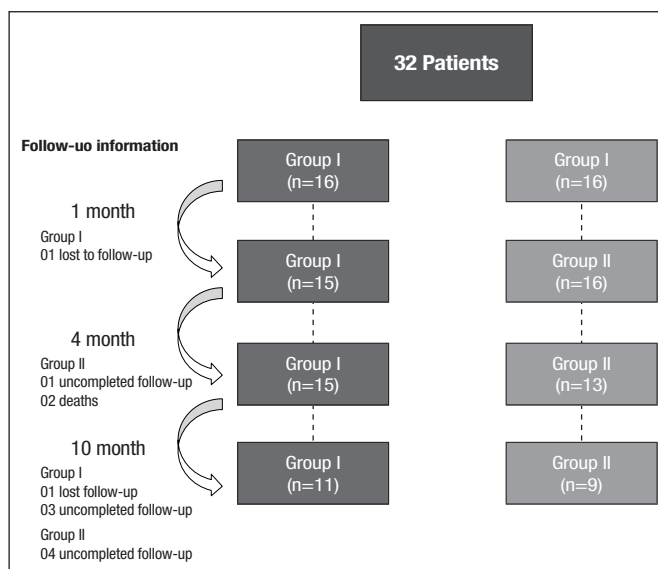 32 Patients
Follow-uo information
Group I
(n=16)
Group I
(n=16)
1 month
Group I
01 lost to follow-up
Group I
(n=15)
Group II
(n=16)
4 month
Group II
01 uncompleted follow-up
02 deaths
Group I
(n=15)
Group II
(n=13)
10 month
Group I
01 lost follow-up
03 uncompleted follow-up
Group II
04 uncompleted follow-up
Group I
(n=11)
Group II
(n=9)